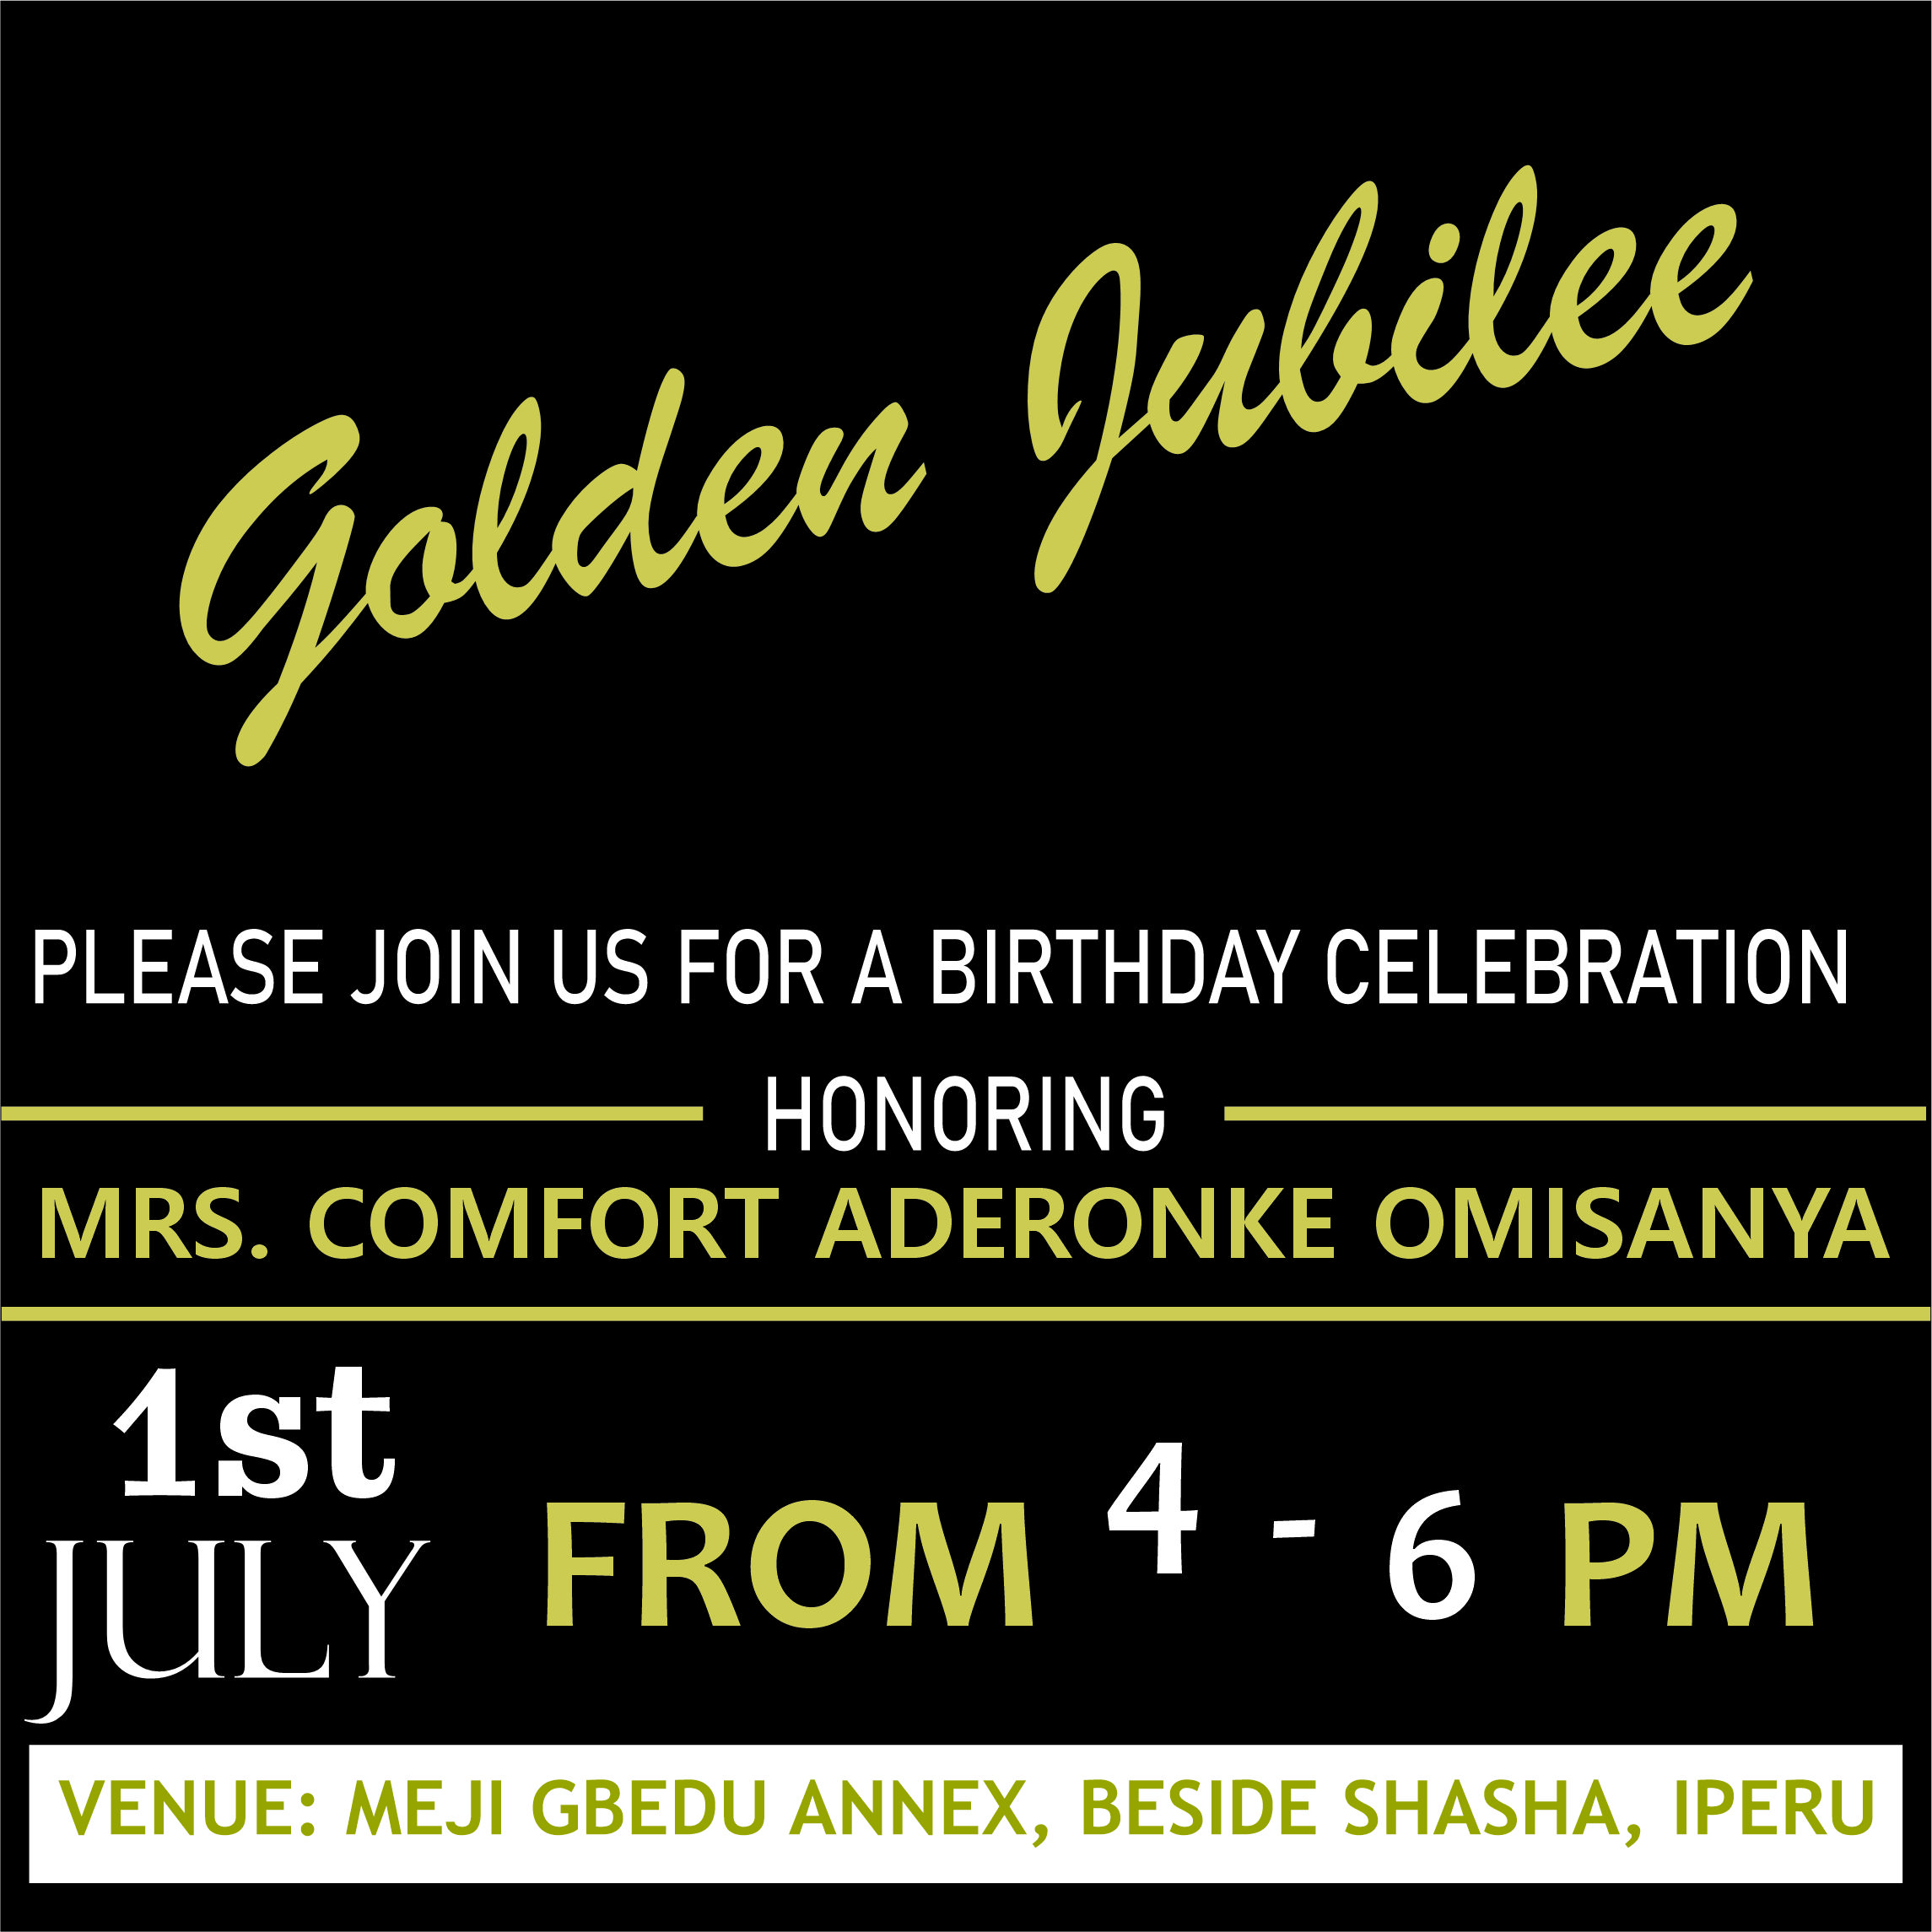 Golden Jubilee
PLEASE JOIN US FOR A BIRTHDAY CELEBRATION
HONORING
MRS. COMFORT ADERONKE OMISANYA
1st
JULY
FROM 4 - 6 PM
VENUE: MEJI GBEDU ANNEX, BESIDE SHASHA, IPERU